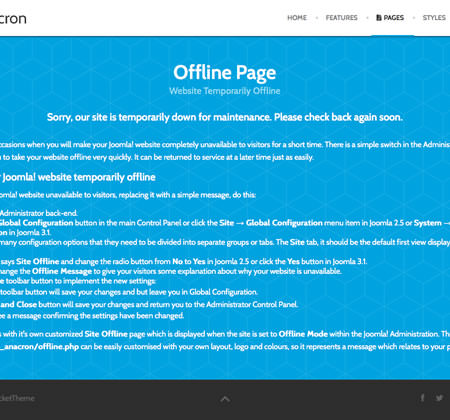 cron HOME FEATURES PAGES STYLES
Offline Page
Website Temporarily Offline
Sorry, our site is temporarily down for maintenance. Please check back again soon.
ccasions when you will make your Joomla! website completely unavailable to visitors for a short time. There is a simple switch in the Adminis
to take your website offline very quickly. It can be returned to service at a later time just as easily.
Joomla! website temporarily offline
omla! website unavailable to visitors, replacing it with a simple message, do this:
Administrator back-end.
Global Configuration button in the main Control Panel or click the Site → Global Configuration menu item in Joomla 2.5 or System →
on in Joomla 3.1.
many configuration options that they need to be divided into separate groups or tabs. The Site tab, it should be the default first view display
says Site Offline and change the radio button from No to Yes in Joomla 2.5 or click the Yes button in Joomla 3.1.
hange the Offline Message to give your visitors some explanation about why your website is unavailable.
e toolbar button to implement the new settings:
toolbar button will save your changes and but leave you in Global Configuration.
and Close button will save your changes and return you to the Administrator Control Panel.
ee a message confirming the settings have been changed.
s with it's own customized Site Offline page which is displayed when the site is set to Offline Mode within the Joomla! Administration. Th
_anacron/offline.php can be easily customised with your own layout, logo and colours, so it represents a message which relates to your p
cketTheme